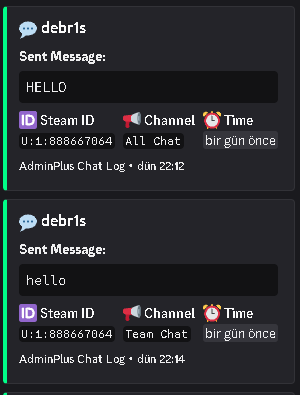 💬 debr1s
Sent Message:
HELLO
🆔 Steam ID 📢 Channel ⏰ Time
U:1:888667064 All Chat bir gün önce
AdminPlus Chat Log • dün 22:12
💬 debr1s
Sent Message:
hello
🆔 Steam ID 📢 Channel ⏰ Time
U:1:888667064 Team Chat bir gün önce
AdminPlus Chat Log • dün 22:14